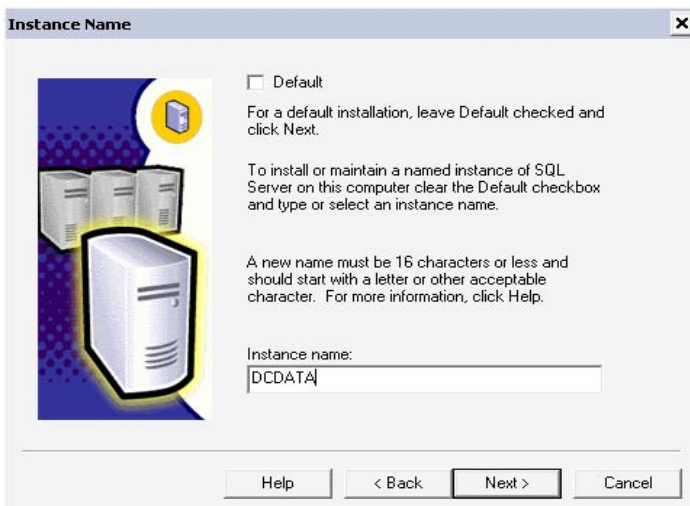 Instance Name
Default
For a default installation, leave Default checked and
click Next.
To install or maintain a named instance of SQL
Server on this computer clear the Default checkbox
and type or select an instance name.
A new name must be 16 characters or less and
should start with a letter or other acceptable
character.  For more information, click Help.
Instance name:
DCDATA
Help
< Back
Next >
Cancel